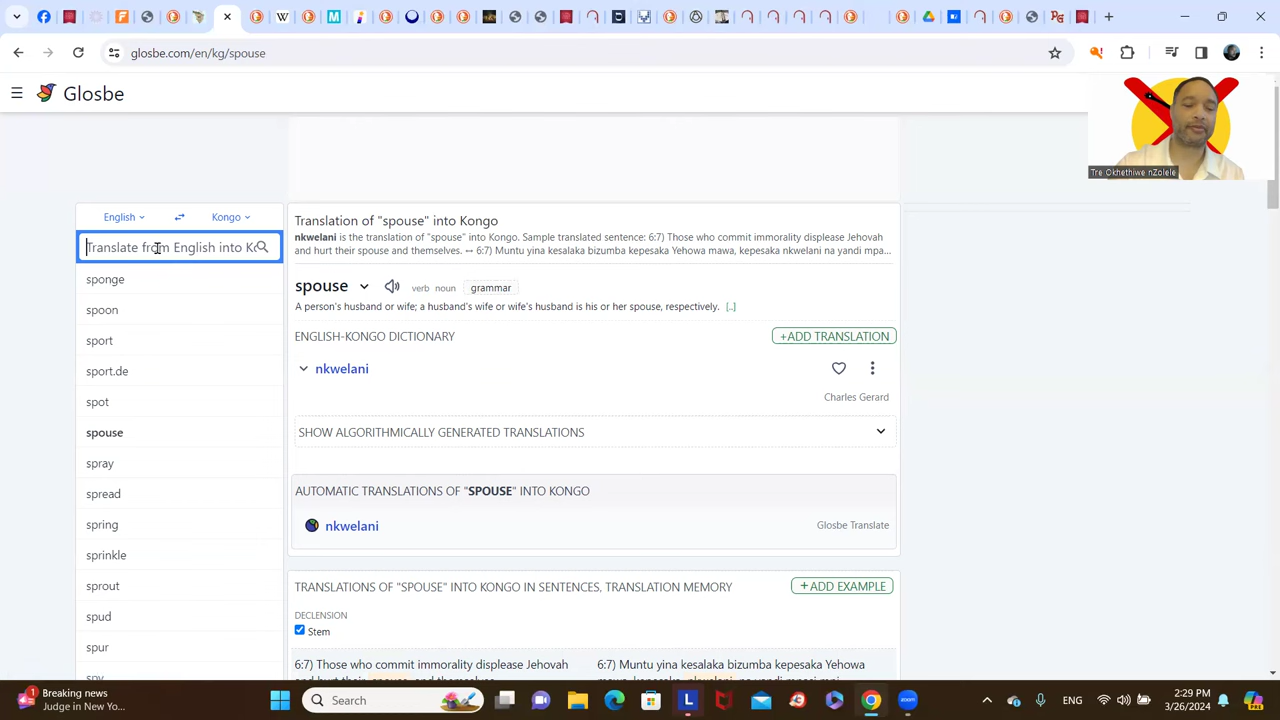 glosbe.com/en/kg/spouse
Glosbe
Tre Okhethiwe nZolele
English
Kongo
Translate from English into Ko
sponge
spoon
sport
sport.de
spot
spouse
spray
spread
spring
sprinkle
sprout
spud
spur
spy
Translation of "spouse" into Kongo
nkwelani is the translation of "spouse" into Kongo. Sample translated sentence: 6:7) Those who commit immorality displease Jehovah
and hurt their spouse and themselves. ↔ 6:7) Muntu yina kesalaka bizumba kepesaka Yehowa mawa, kepesaka nkwelani na yandi mpa...
spouse verb noun grammar
A person's husband or wife; a husband's wife or wife's husband is his or her spouse, respectively. [..]
ENGLISH-KONGO DICTIONARY
+ADD TRANSLATION
nkwelani
Charles Gerard
SHOW ALGORITHMICALLY GENERATED TRANSLATIONS
AUTOMATIC TRANSLATIONS OF "SPOUSE" INTO KONGO
nkwelani
Glosbe Translate
TRANSLATIONS OF "SPOUSE" INTO KONGO IN SENTENCES, TRANSLATION MEMORY
+ADD EXAMPLE
DECLENSION
Stem
6:7) Those who commit immorality displease Jehovah
6:7) Muntu yina kesalaka bizumba kepesaka Yehowa
1
Breaking news
Judge in New Yo...
Search
ENG
2:29 PM
3/26/2024